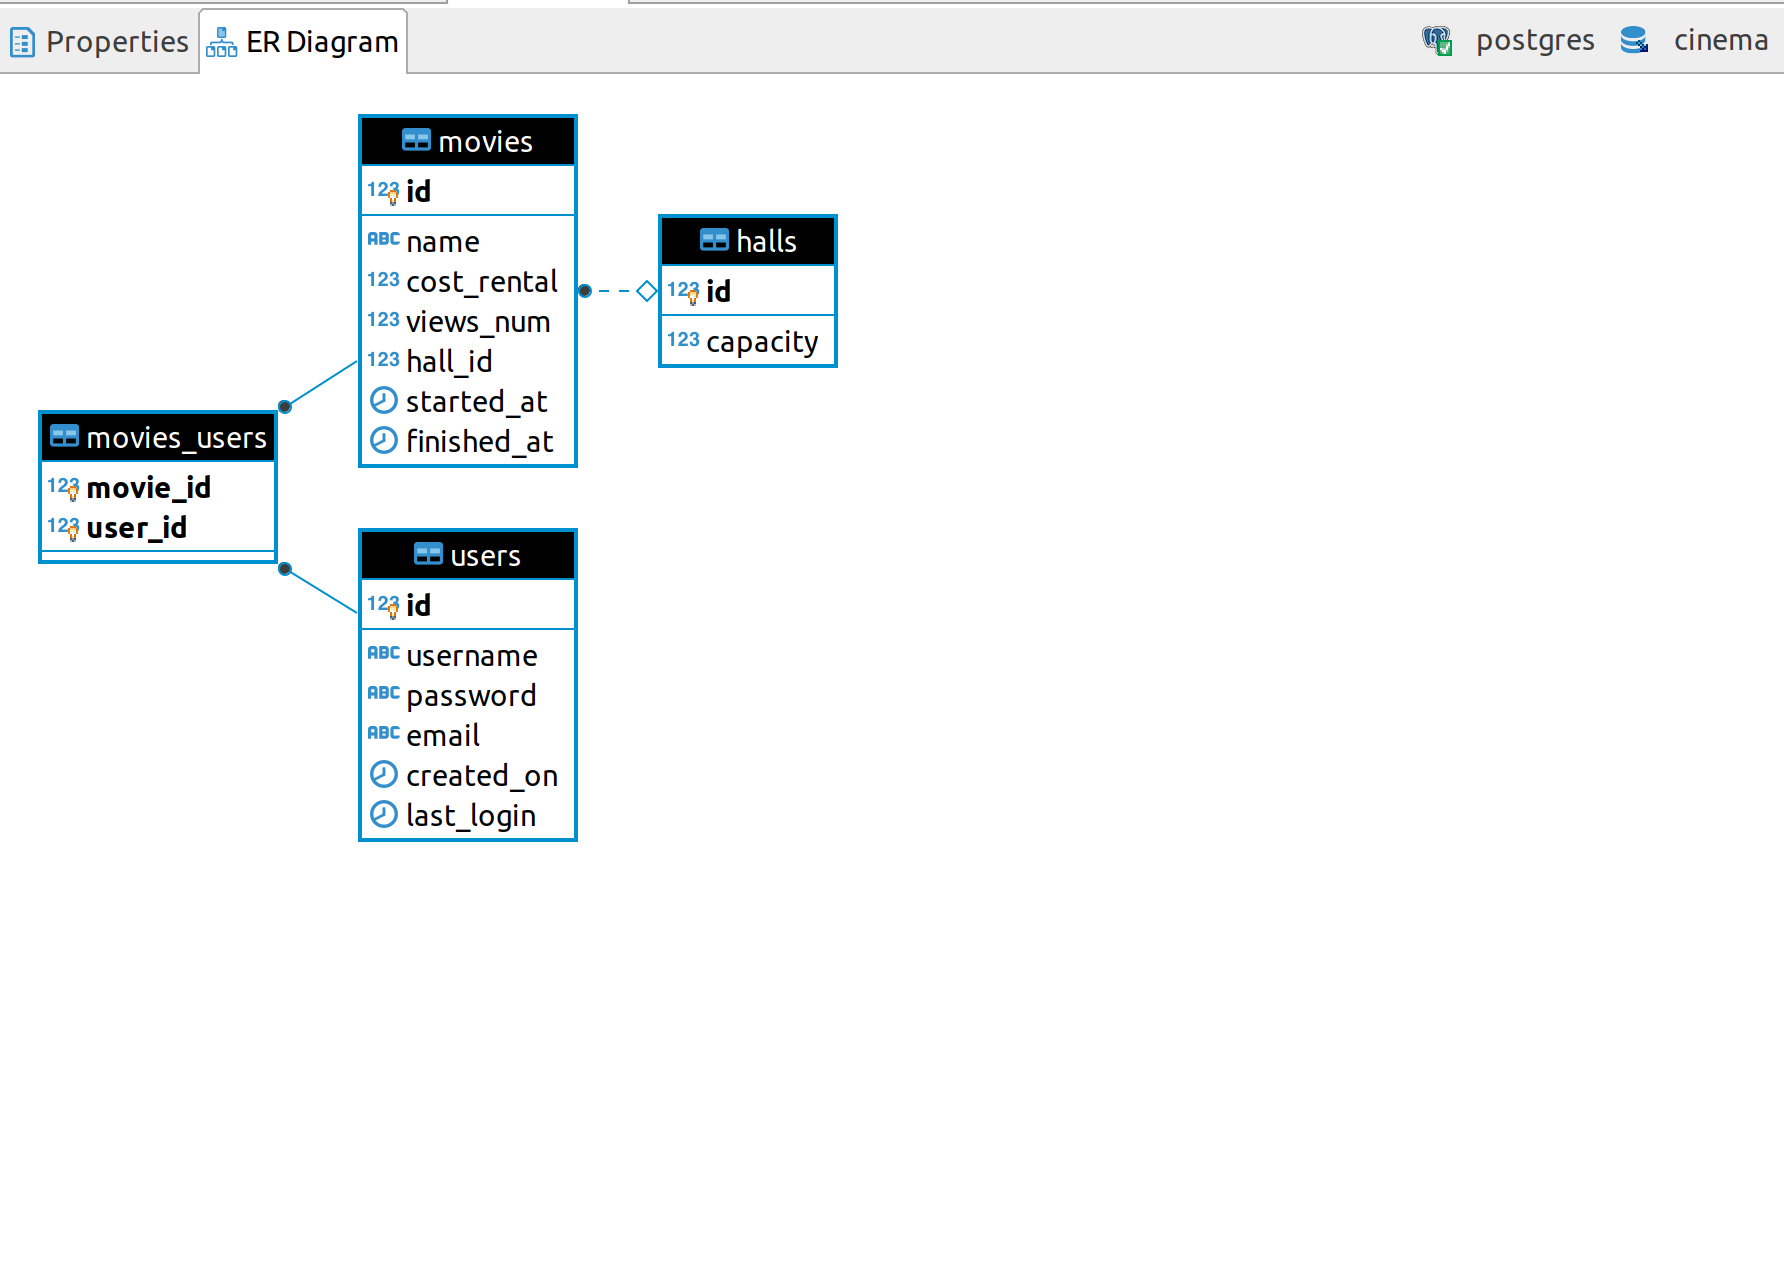 Properties
ER Diagram
postgres
cinema
movies
123 id
ABC name
123 cost_rental
123 views_num
123 hall_id
started_at
finished_at
halls
123 id
123 capacity
movies_users
123 movie_id
123 user_id
users
123 id
ABC username
ABC password
ABC email
created_on
last_login